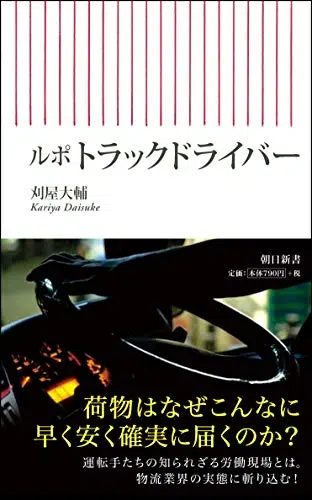 ルポ トラックドライバー
刈屋大輔
Kariya Daisuke
朝日新書
定価:本体790円+税
荷物はなぜこんなに
早く安く確実に届くのか?
運転手たちの知られざる労働現場とは。
物流業界の実態に斬り込む!